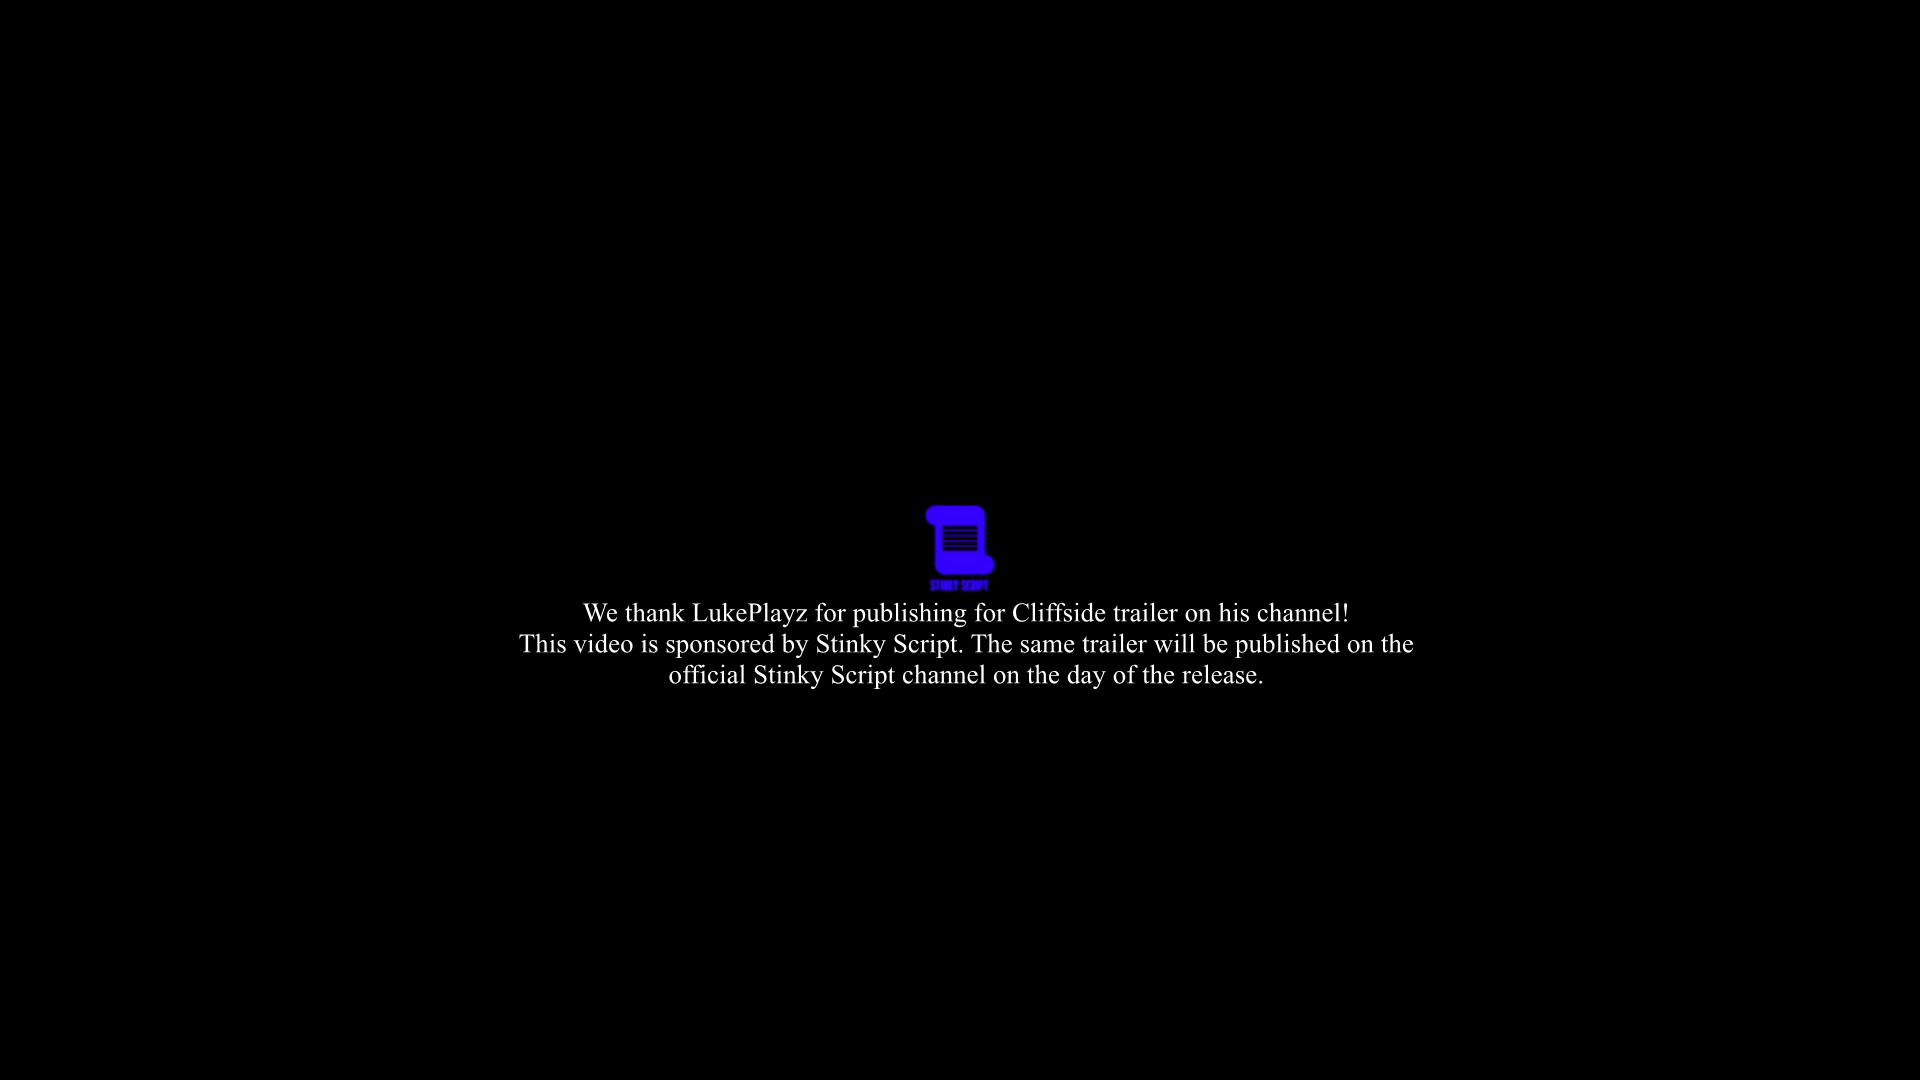 STINKY SCRIPT
We thank LukePlayz for publishing for Cliffside trailer on his channel!
This video is sponsored by Stinky Script. The same trailer will be published on the
official Stinky Script channel on the day of the release.